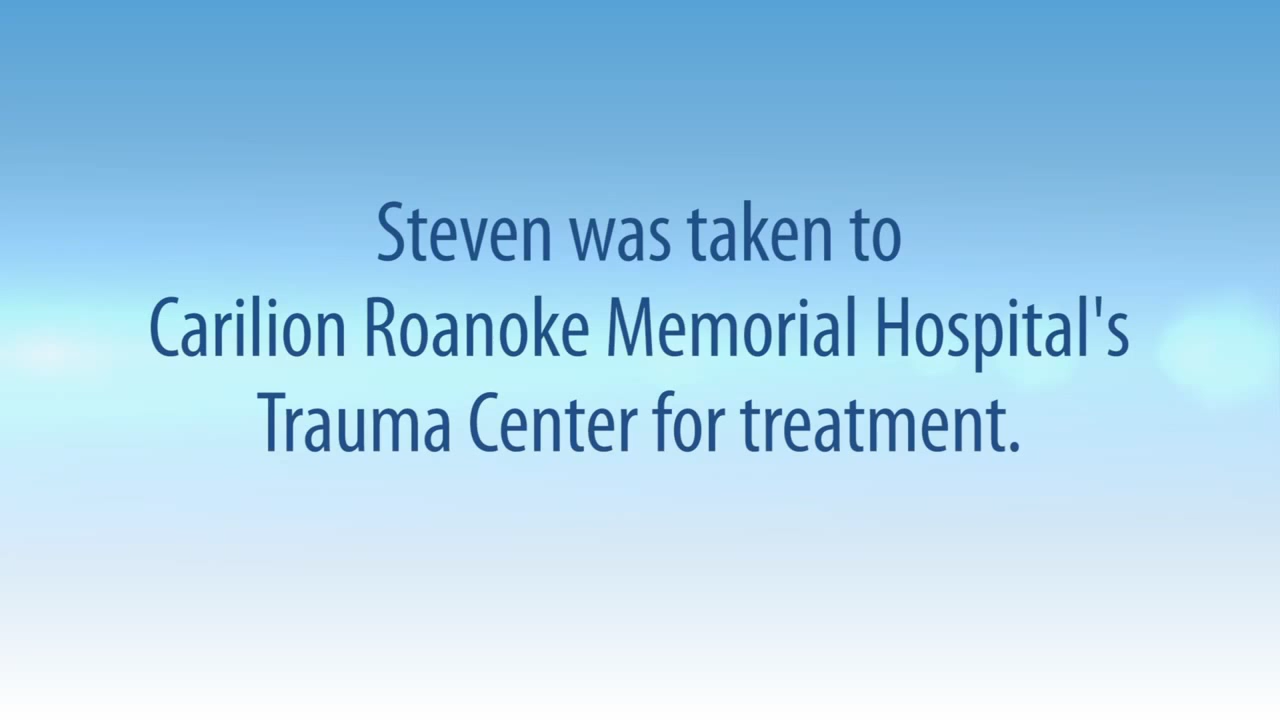 Steven was taken to
Carilion Roanoke Memorial Hospital's
Trauma Center for treatment.